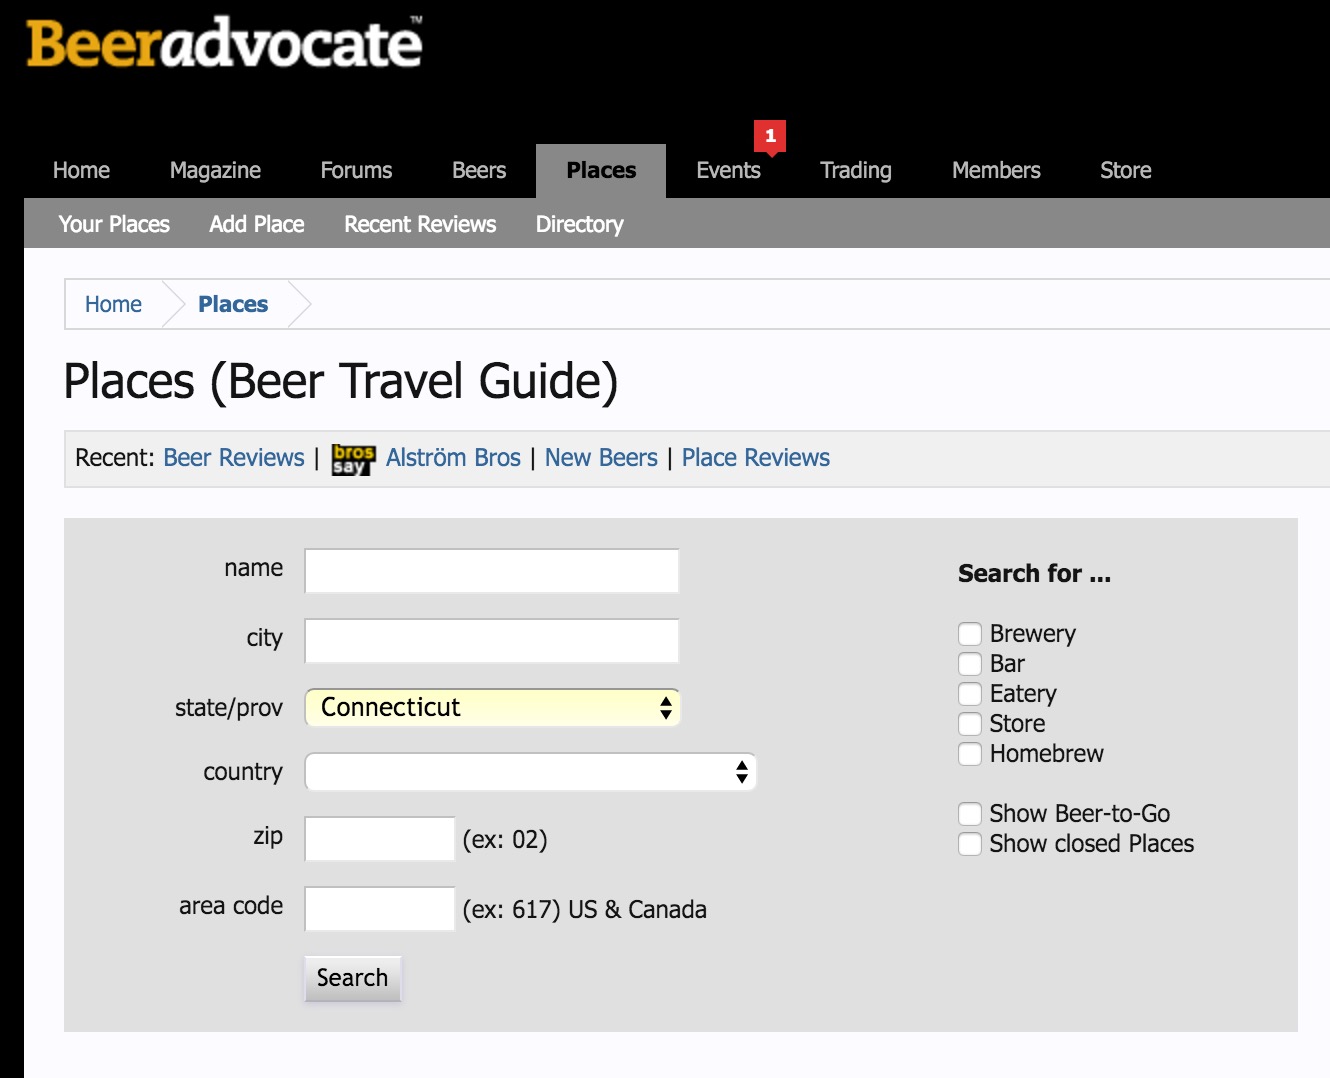 Beeradvocate™
1
Home Magazine Forums Beers Places Events Trading Members Store
Your Places Add Place Recent Reviews Directory
Home Places
Places (Beer Travel Guide)
Recent: Beer Reviews | bros say Alström Bros | New Beers | Place Reviews
name
city
state/prov Connecticut
country
zip (ex: 02)
area code (ex: 617) US & Canada
Search
Search for ...
Brewery
Bar
Eatery
Store
Homebrew
Show Beer-to-Go
Show closed Places